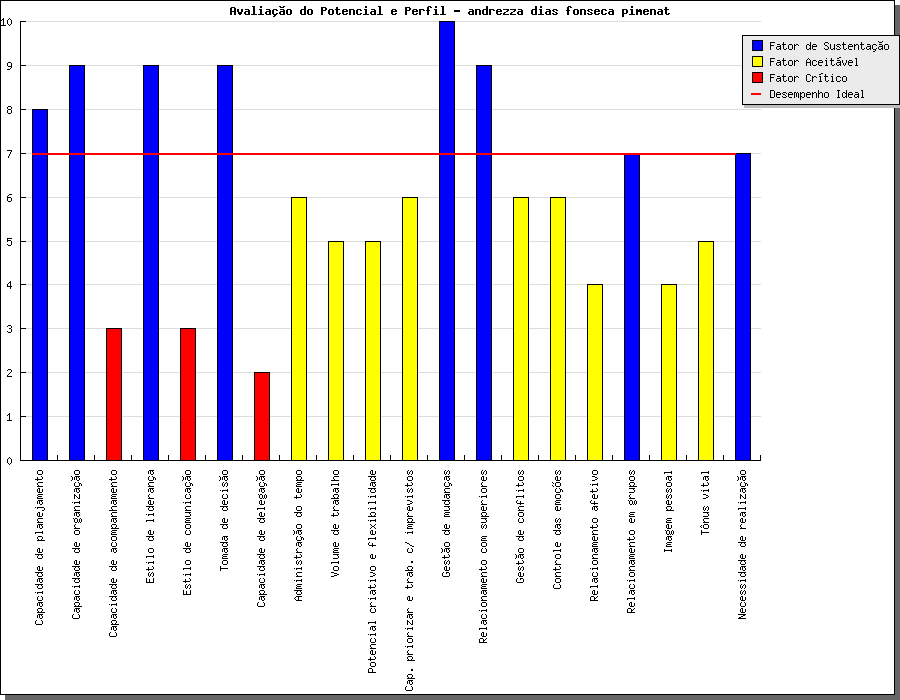 Avaliação do Potencial e Perfil - andrezza dias fonseca pimenat
10
9
8
7
6
5
4
3
2
1
0
Fator de Sustentação
Fator Aceitável
Fator Crítico
Desempenho Ideal
Capacidade de planejamento
Capacidade de organização
Capacidade de acompanhamento
Estilo de liderança
Estilo de comunicação
Tomada de decisão
Capacidade de delegação
Administração do tempo
Volume de trabalho
Potencial criativo e flexibilidade
Cap. priorizar e trab. c/ imprevistos
Gestão de mudanças
Relacionamento com superiores
Gestão de conflitos
Controle das emoções
Relacionamento afetivo
Relacionamento em grupos
Imagem pessoal
Tônus vital
Necessidade de realização